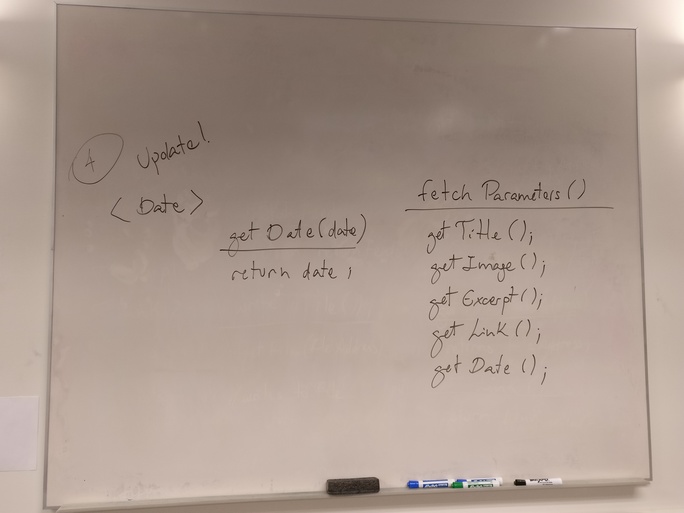 4 Update!
<Date>
get Date(date)
return date;
fetch Parameters()
get Title();
get Image();
get Excerpt();
get Link();
get Date();